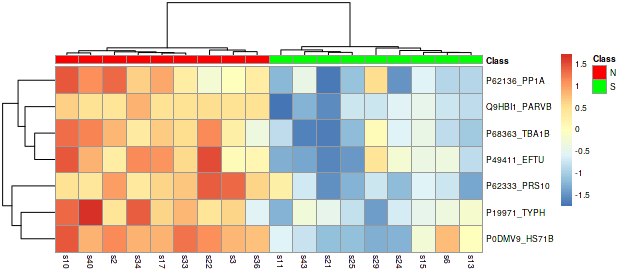 Class
P62136_PP1A
Q9HBI1_PARVB
P68363_TBA1B
P49411_EFTU
P62333_PRS10
P19971_TYPH
P0DMV9_HS71B
s10 s40 s2 s34 s17 s33 s22 s3 s36 s11 s43 s21 s25 s29 s24 s15 s6 s13
1.5
1
0.5
0
-0.5
-1
-1.5
Class
N
S